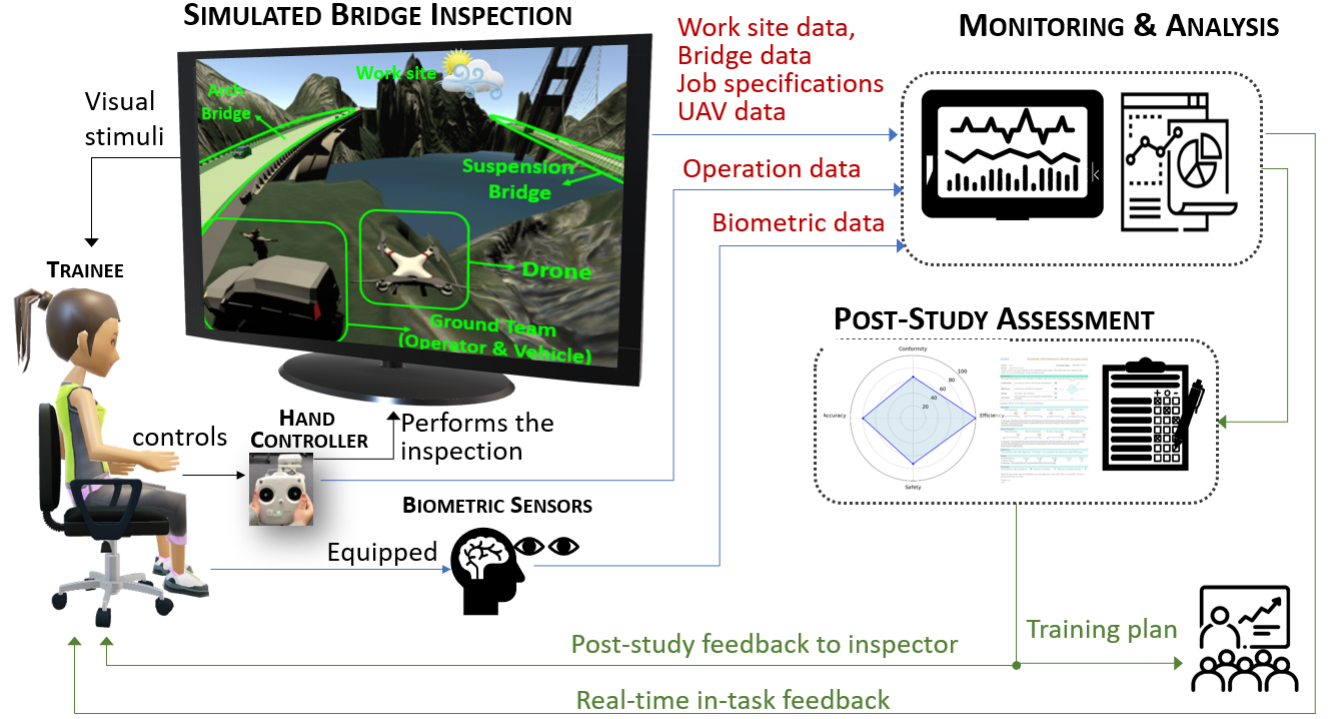 SIMULATED BRIDGE INSPECTION
MONITORING & ANALYSIS
Work site data,
Bridge data
Job specifications
UAV data
Operation data
Biometric data
Visual
stimuli
Work site
Arch
Bridge
Suspension
Bridge
Drone
Ground Team
(Operator & Vehicle)
TRAINEE
POST-STUDY ASSESSMENT
Conformity
100
80
60
40
20
Accuracy
Efficiency
Safety
HAND
CONTROLLER
controls
Performs the
inspection
BIOMETRIC SENSORS
Equipped
Training plan
Post-study feedback to inspector
Real-time in-task feedback